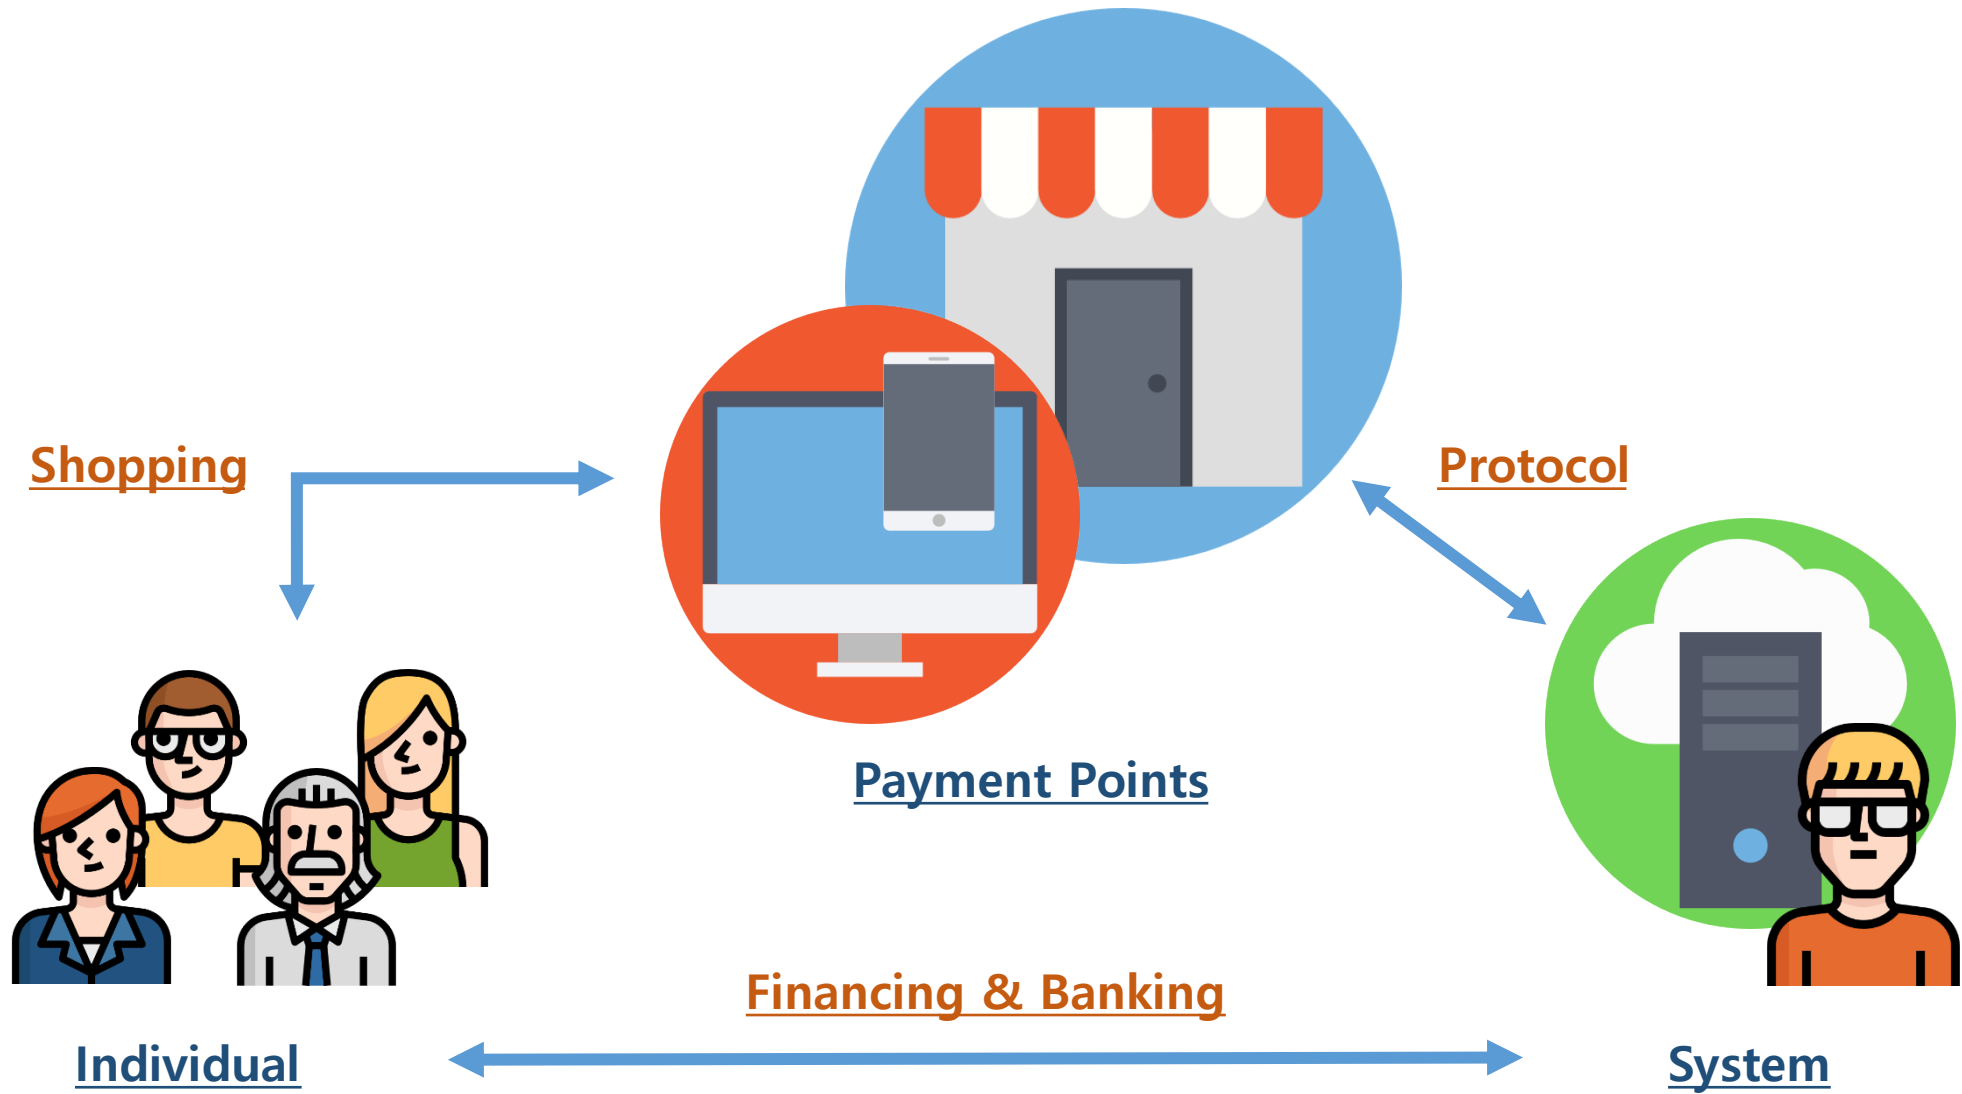 Shopping
Protocol
Payment Points
Financing & Banking
Individual
System